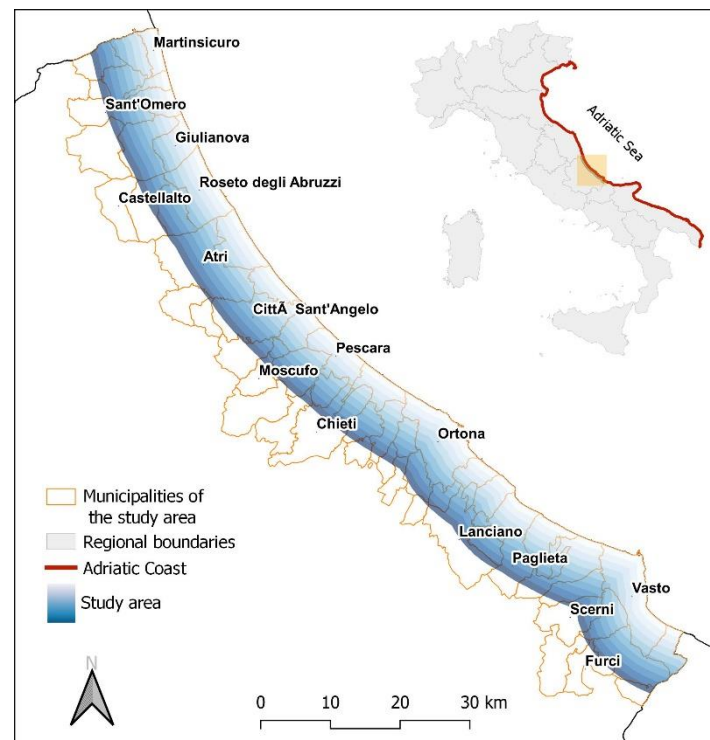 Martinsicuro
Sant'Omero
Giulianova
Roseto degli Abruzzi
Castellalto
Atri
CittÃ Sant'Angelo
Pescara
Moscufo
Chieti
Ortona
Lanciano
Paglieta
Vasto
Scerni
Furci
Adriatic Sea
Municipalities of
the study area
Regional boundaries
Adriatic Coast
Study area
N
0 10 20 30 km